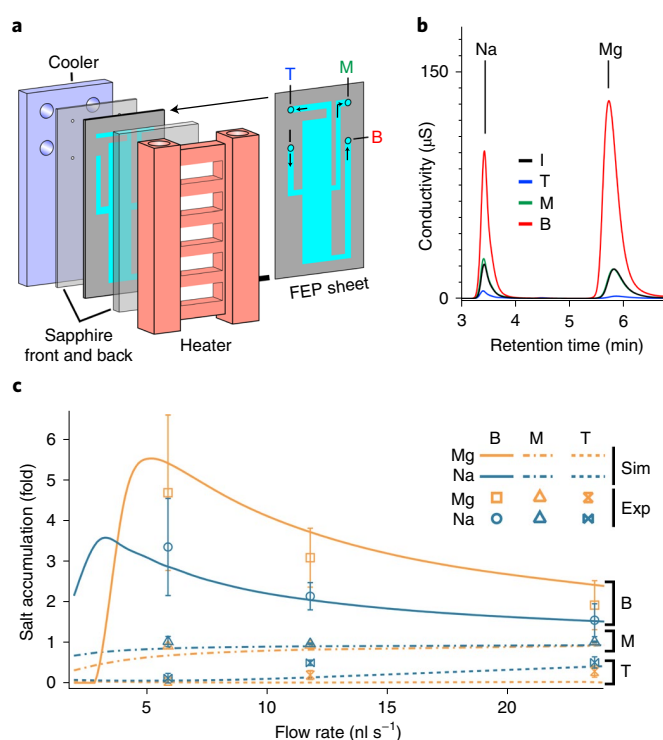 a
Cooler
T
M
I
B
FEP sheet
Sapphire
front and back
Heater
b
Na
Mg
150
Conductivity (µS)
I
T
M
B
0
3
4
5
6
Retention time (min)
c
Salt accumulation (fold)
6
5
4
3
2
1
0
B M T
Mg
Na
Sim
Mg
Na
Exp
B
M
T
5
10
15
20
Flow rate (nl s⁻¹)